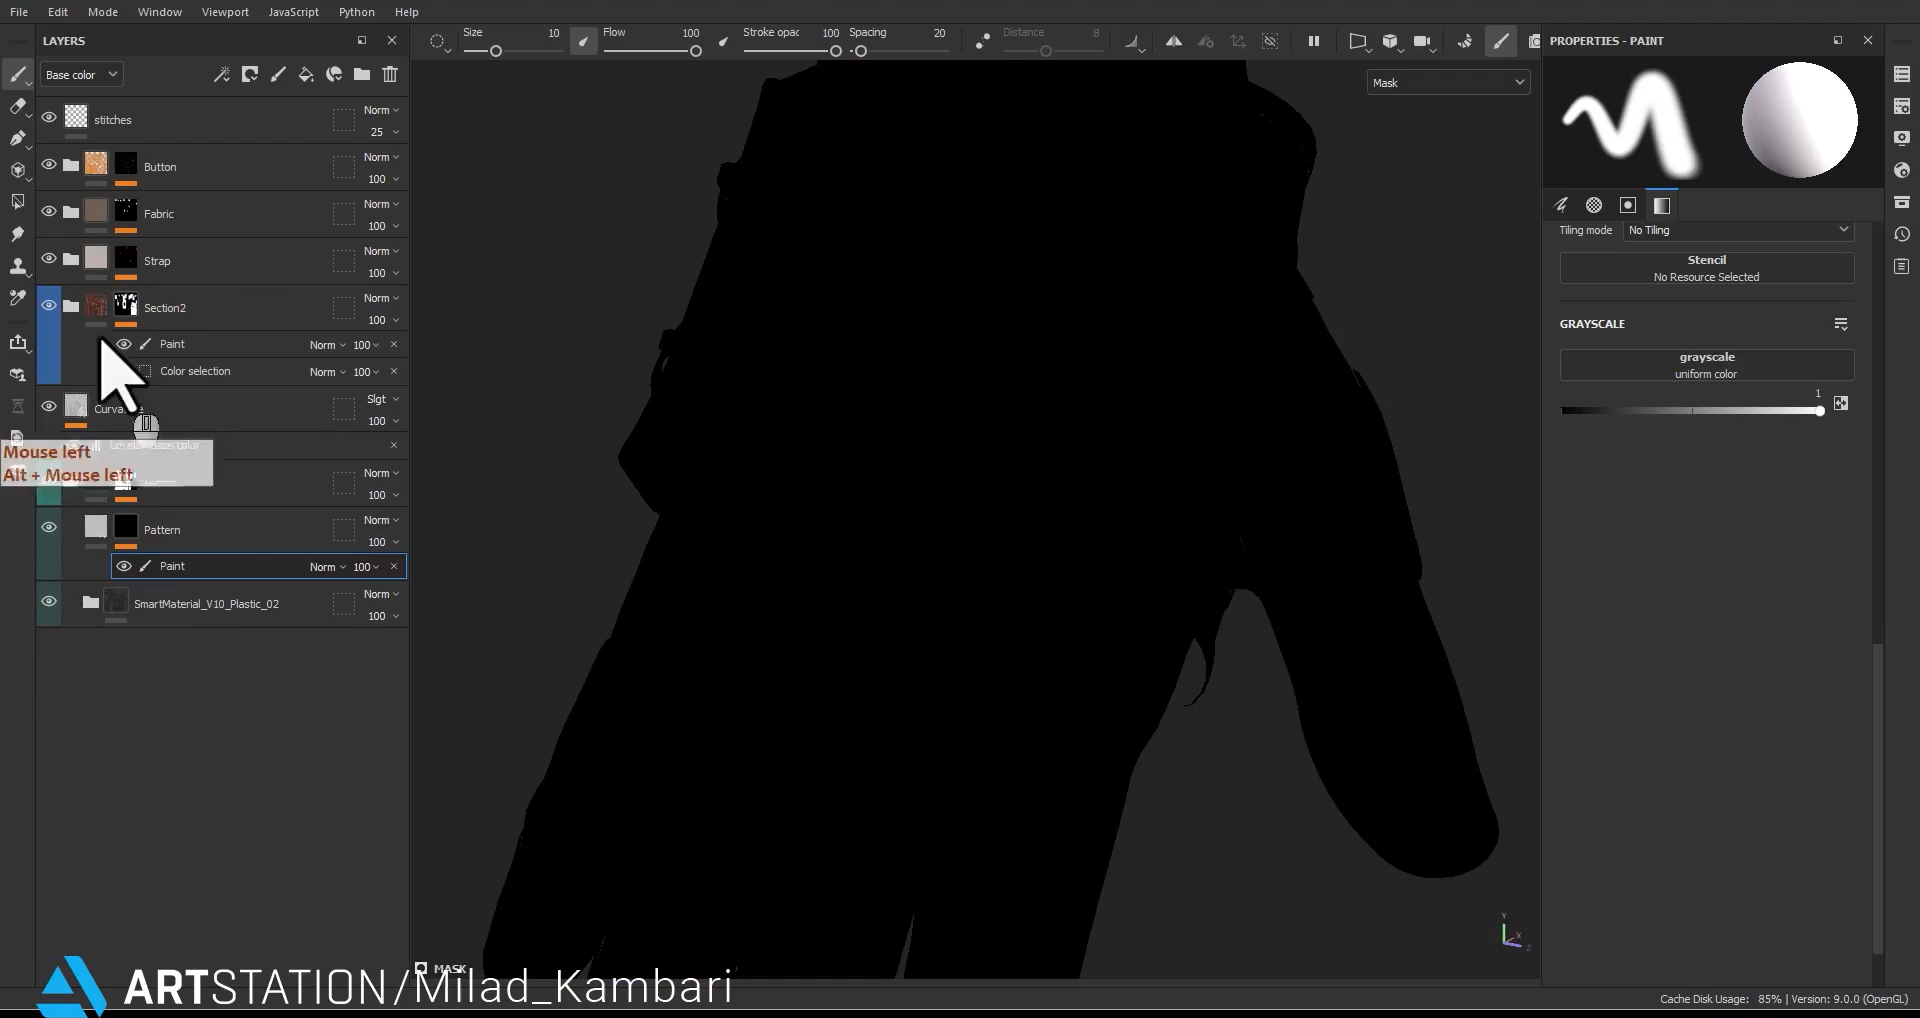 File Edit Mode Window Viewport JavaScript Python Help
LAYERS
Size 10 Flow 100 Stroke opac 100 Spacing 20 Distance 8
PROPERTIES - PAINT
Base color
Mask
stitches Norm
25
Button Norm
100
Fabric Norm
100
Strap Norm
100
Section2 Norm
100
Paint Norm 100
Color selection Norm 100
Slgt
100
Mouse left
Alt + Mouse left
Norm
100
Pattern Norm
100
Paint Norm 100
SmartMaterial_V10_Plastic_02 Norm
100
Tiling mode No Tiling
Stencil
No Resource Selected
GRAYSCALE
grayscale
uniform color
1
Y
X
Z
MASK
ARTSTATION/Milad_Kambari
Cache Disk Usage: 85% | Version: 9.0.0 (OpenGL)